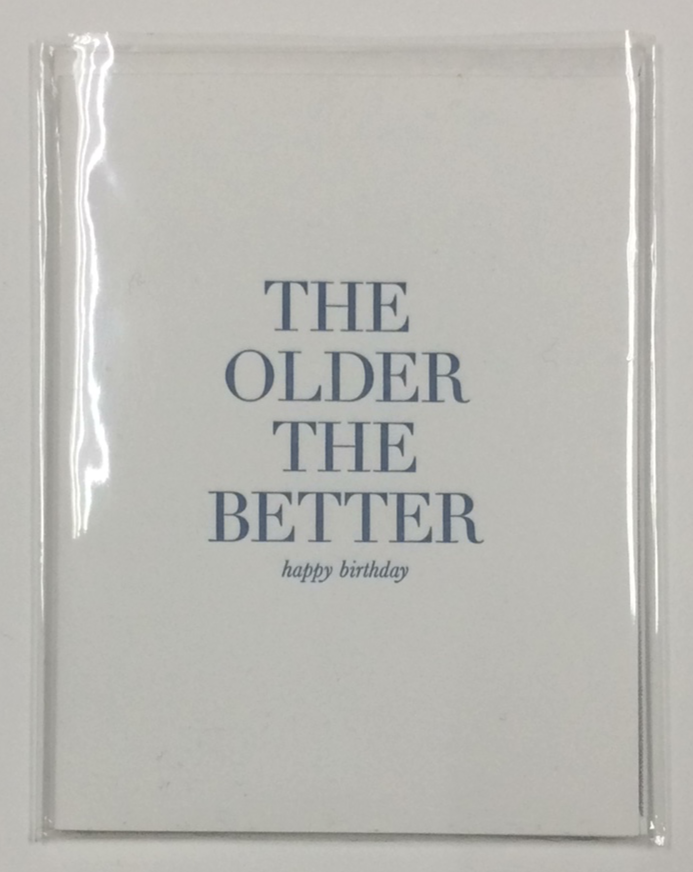 THE
OLDER
THE
BETTER
happy birthday